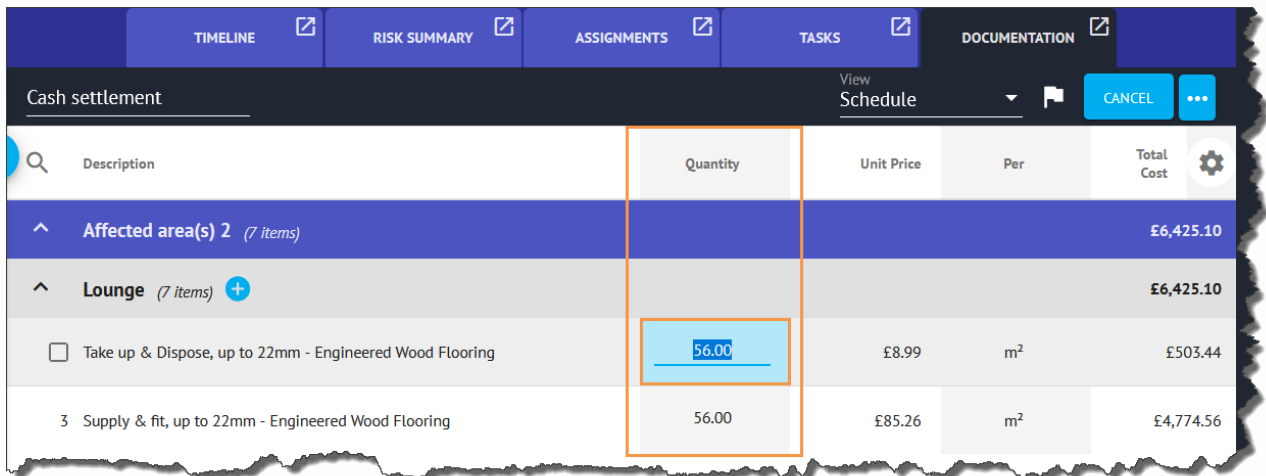 TIMELINE RISK SUMMARY ASSIGNMENTS TASKS DOCUMENTATION
View
Cash settlement Schedule CANCEL
Description Quantity Unit Price Per Total Cost
Affected area(s) 2 (7 items) £6,425.10
Lounge (7 items) £6,425.10
Take up & Dispose, up to 22mm - Engineered Wood Flooring 56.00 £8.99 m² £503.44
3 Supply & fit, up to 22mm - Engineered Wood Flooring 56.00 £85.26 m² £4,774.56